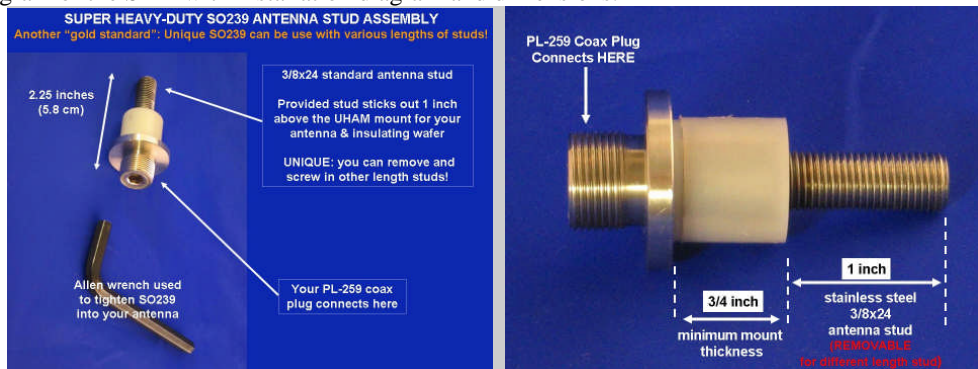 SUPER HEAVY-DUTY SO239 ANTENNA STUD ASSEMBLY
Another "gold standard": Unique SO239 can be use with various lengths of studs!
2.25 inches
(5.8 cm)
3/8x24 standard antenna stud
Provided stud sticks out 1 inch
above the UHAM mount for your
antenna & insulating wafer
UNIQUE: you can remove and
screw in other length studs!
Allen wrench used
to tighten SO239
into your antenna
Your PL-259 coax
plug connects here
PL-259 Coax Plug
Connects HERE
3/4 inch
minimum mount
thickness
1 inch
stainless steel
3/8x24
antenna stud
(REMOVABLE
for different length stud)